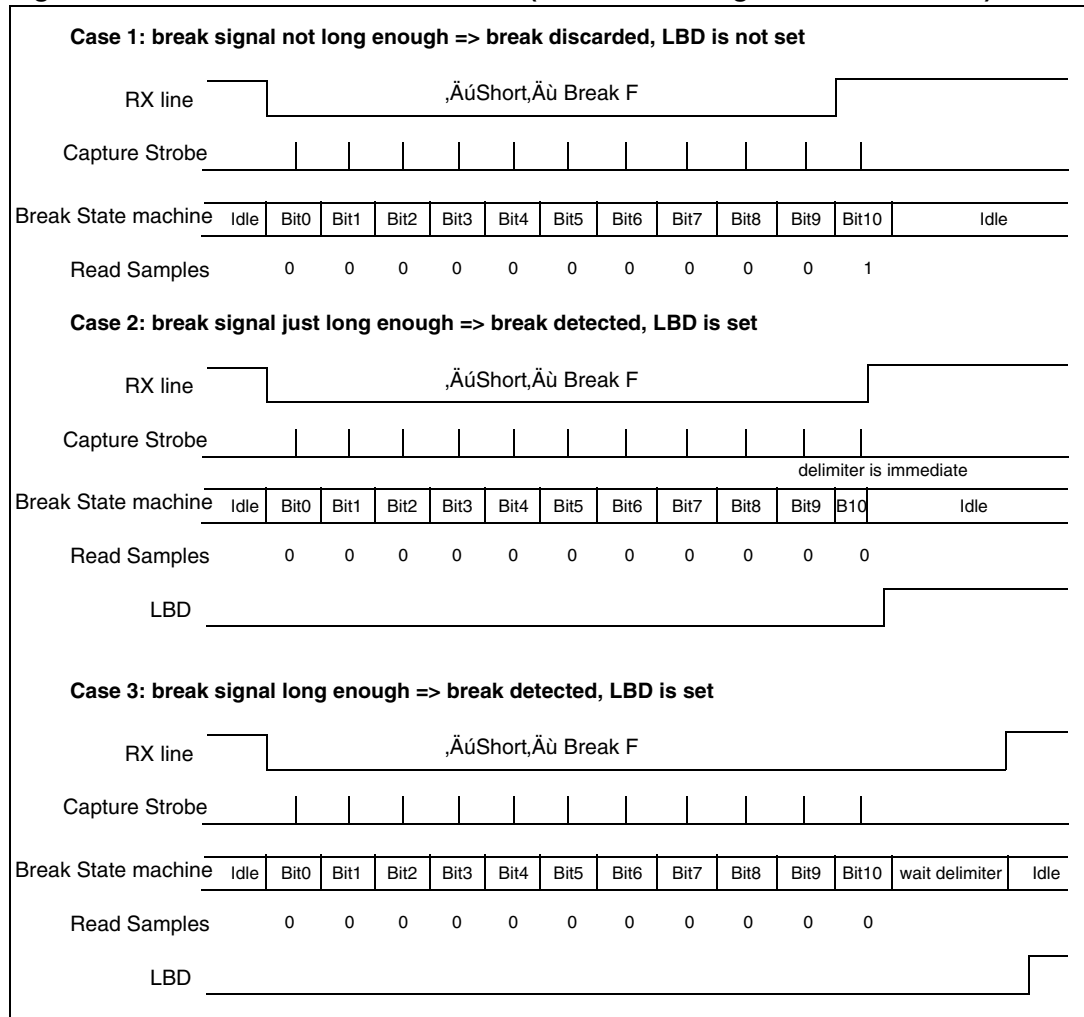 Case 1: break signal not long enough => break discarded, LBD is not set
RX line
‚ÄúShort‚Äù Break F
Capture Strobe
Break State machine Idle Bit0 Bit1 Bit2 Bit3 Bit4 Bit5 Bit6 Bit7 Bit8 Bit9 Bit10 Idle
Read Samples 0 0 0 0 0 0 0 0 0 0 1
Case 2: break signal just long enough => break detected, LBD is set
RX line
‚ÄúShort‚Äù Break F
Capture Strobe
delimiter is immediate
Break State machine Idle Bit0 Bit1 Bit2 Bit3 Bit4 Bit5 Bit6 Bit7 Bit8 Bit9 B10 Idle
Read Samples 0 0 0 0 0 0 0 0 0 0 0
LBD
Case 3: break signal long enough => break detected, LBD is set
RX line
‚ÄúShort‚Äù Break F
Capture Strobe
Break State machine Idle Bit0 Bit1 Bit2 Bit3 Bit4 Bit5 Bit6 Bit7 Bit8 Bit9 Bit10 wait delimiter Idle
Read Samples 0 0 0 0 0 0 0 0 0 0 0
LBD